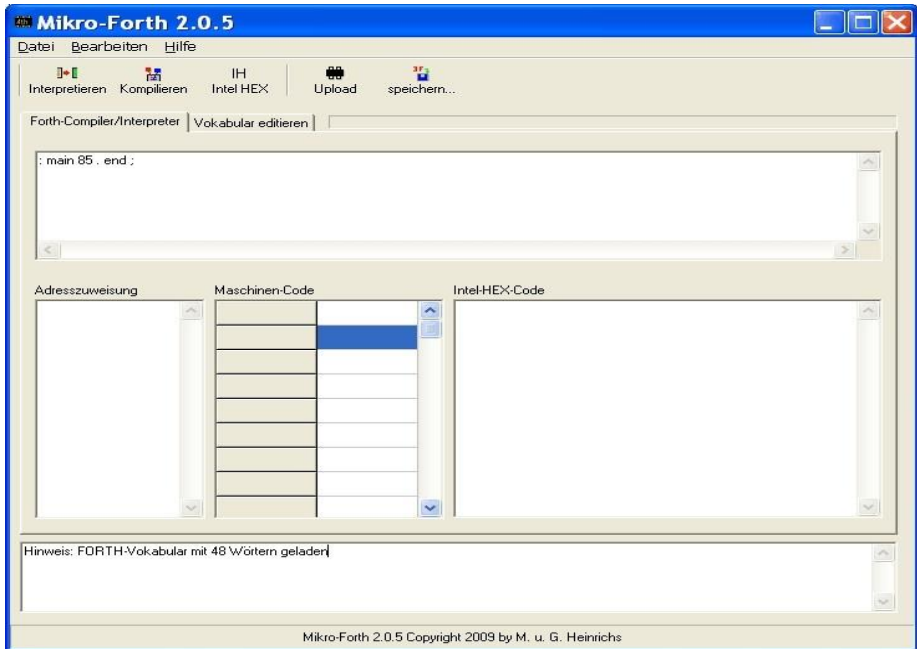 Mikro-Forth 2.0.5
Datei Bearbeiten Hilfe
IH
Interpretieren Kompilieren Intel HEX Upload speichern...
Forth-Compiler/Interpreter Vokabular editieren
: main 85 . end ;
Adresszuweisung Maschinen-Code Intel-HEX-Code
Hinweis: FORTH-Vokabular mit 48 Wörtern geladen
Mikro-Forth 2.0.5 Copyright 2009 by M. u. G. Heinrichs